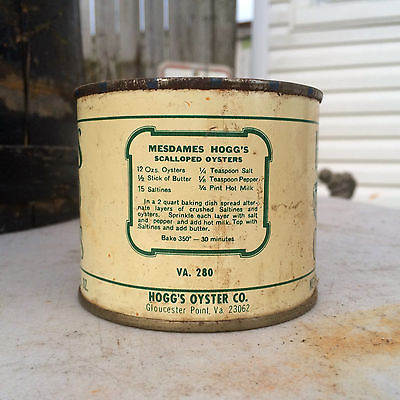 MESDAMES HOGG'S
SCALLOPED OYSTERS
12 Ozs. Oysters ¼ Teaspoon Salt
½ Stick of Butter ⅛ Teaspoon Pepper
15 Saltines ¾ Pint Hot Milk
In a 2 quart baking dish spread alter-
nate layers of crushed Saltines and
oysters. Sprinkle each layer with salt
and pepper and add hot milk. Top with
Saltines and add butter.
Bake 350° — 30 minutes
VA. 280
HOGG'S OYSTER CO.
Gloucester Point, Va. 23062